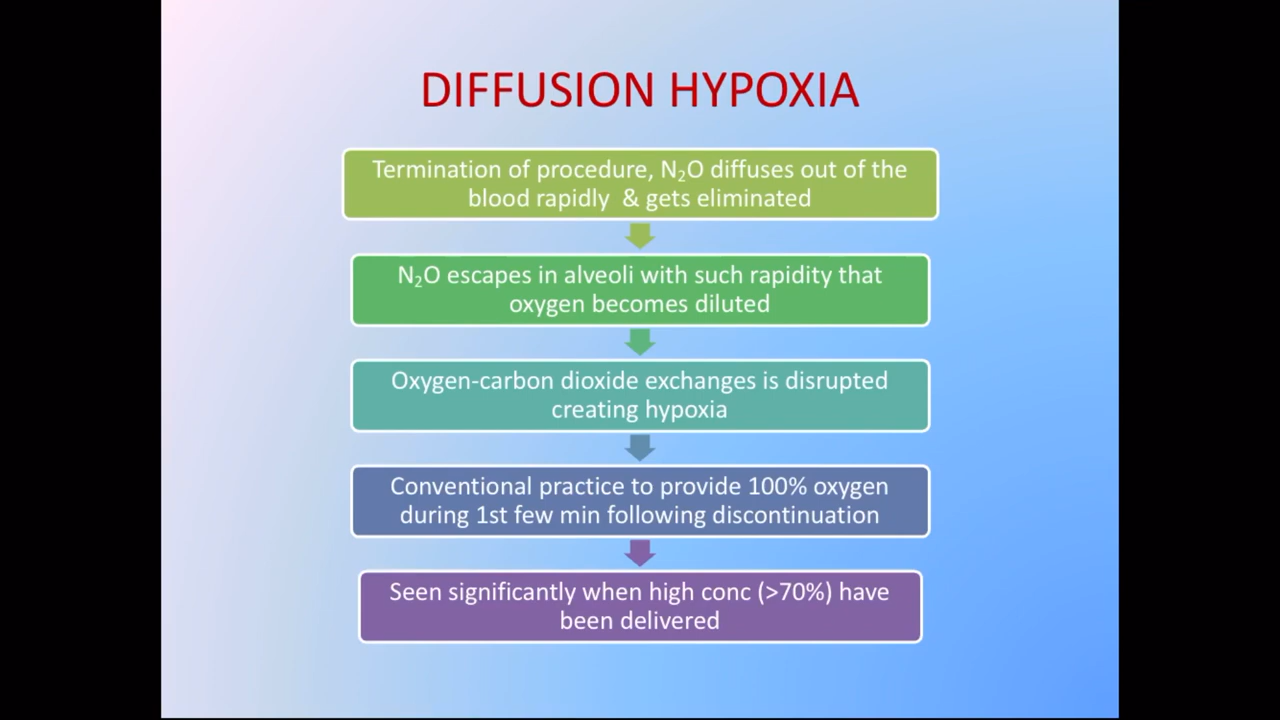 DIFFUSION HYPOXIA
Termination of procedure, N₂O diffuses out of the
blood rapidly & gets eliminated
N₂O escapes in alveoli with such rapidity that
oxygen becomes diluted
Oxygen-carbon dioxide exchanges is disrupted
creating hypoxia
Conventional practice to provide 100% oxygen
during 1st few min following discontinuation
Seen significantly when high conc (>70%) have
been delivered